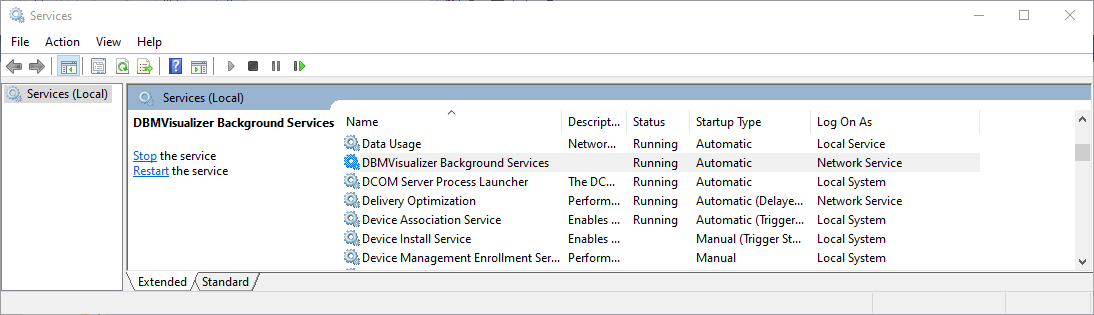 Services
File Action View Help
Services (Local)
Services (Local)
DBMVisualizer Background Services
Stop the service
Restart the service
Name Descript... Status Startup Type Log On As
Data Usage Networ... Running Automatic Local Service
DBMVisualizer Background Services Running Automatic Network Service
DCOM Server Process Launcher The DC... Running Automatic Local System
Delivery Optimization Perform... Running Automatic (Delaye... Network Service
Device Association Service Enables ... Running Automatic (Trigger... Local System
Device Install Service Enables ... Manual (Trigger St... Local System
Device Management Enrollment Ser... Perform... Manual Local System
Extended Standard